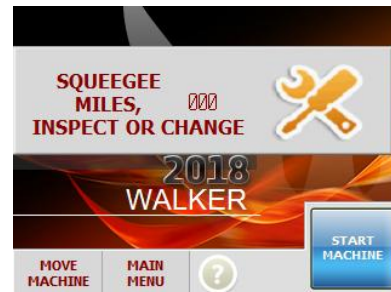 SQUEEGEE
MILES, 000
INSPECT OR CHANGE
2018
WALKER
START
MACHINE
MOVE
MACHINE
MAIN
MENU
?